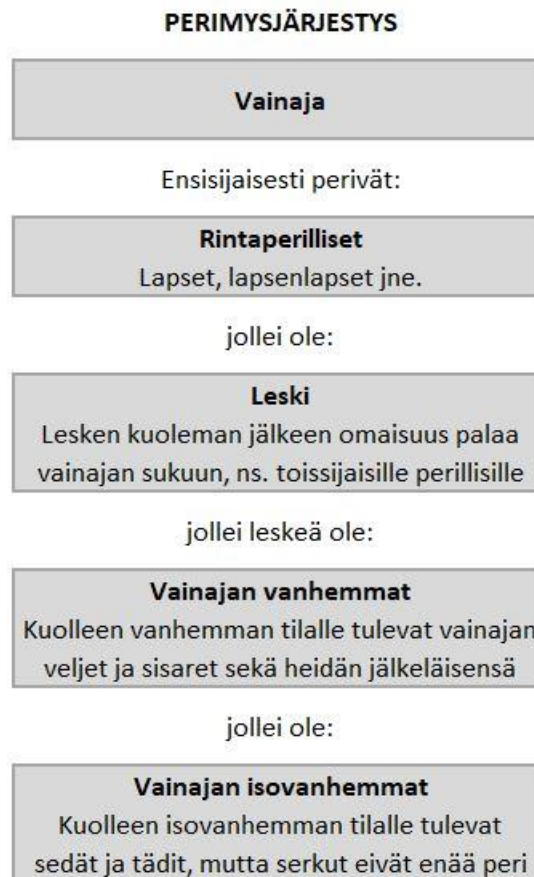 PERIMYSJÄRJESTYS
Vainaja
Ensisijaisesti perivät:
Rintaperilliset
Lapset, lapsenlapset jne.
jollei ole:
Leski
Lesken kuoleman jälkeen omaisuus palaa
vainajan sukuun, ns. toissijaisille perillisille
jollei leskeä ole:
Vainajan vanhemmat
Kuolleen vanhemman tilalle tulevat vainajan
veljet ja sisaret sekä heidän jälkeläisensä
jollei ole:
Vainajan isovanhemmat
Kuolleen isovanhemman tilalle tulevat
sedät ja tädit, mutta serkut eivät enää peri